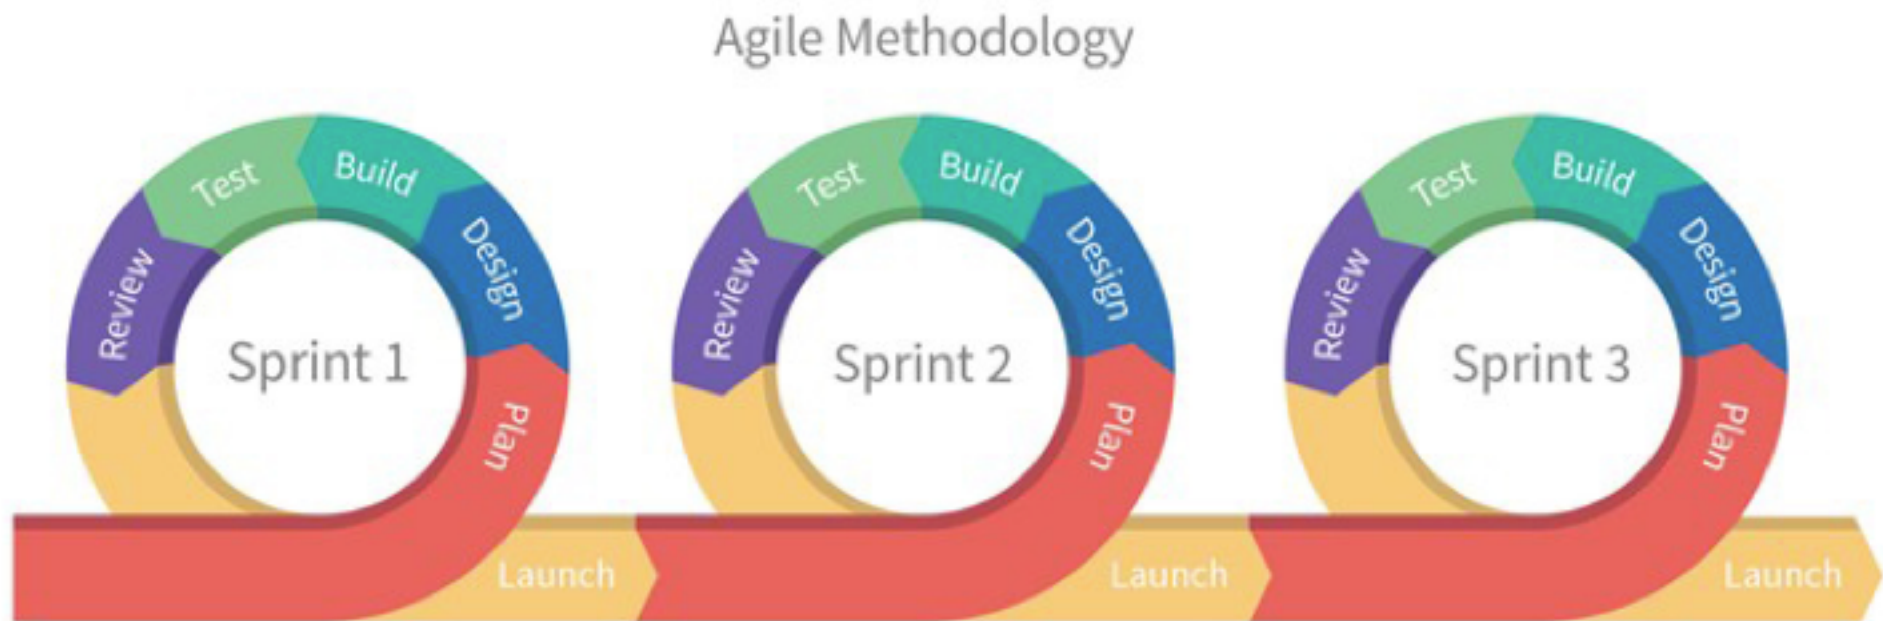 Agile Methodology
Test
Build
Design
Review
Sprint 1
Plan
Launch
Test
Build
Design
Review
Sprint 2
Plan
Launch
Test
Build
Design
Review
Sprint 3
Plan
Launch